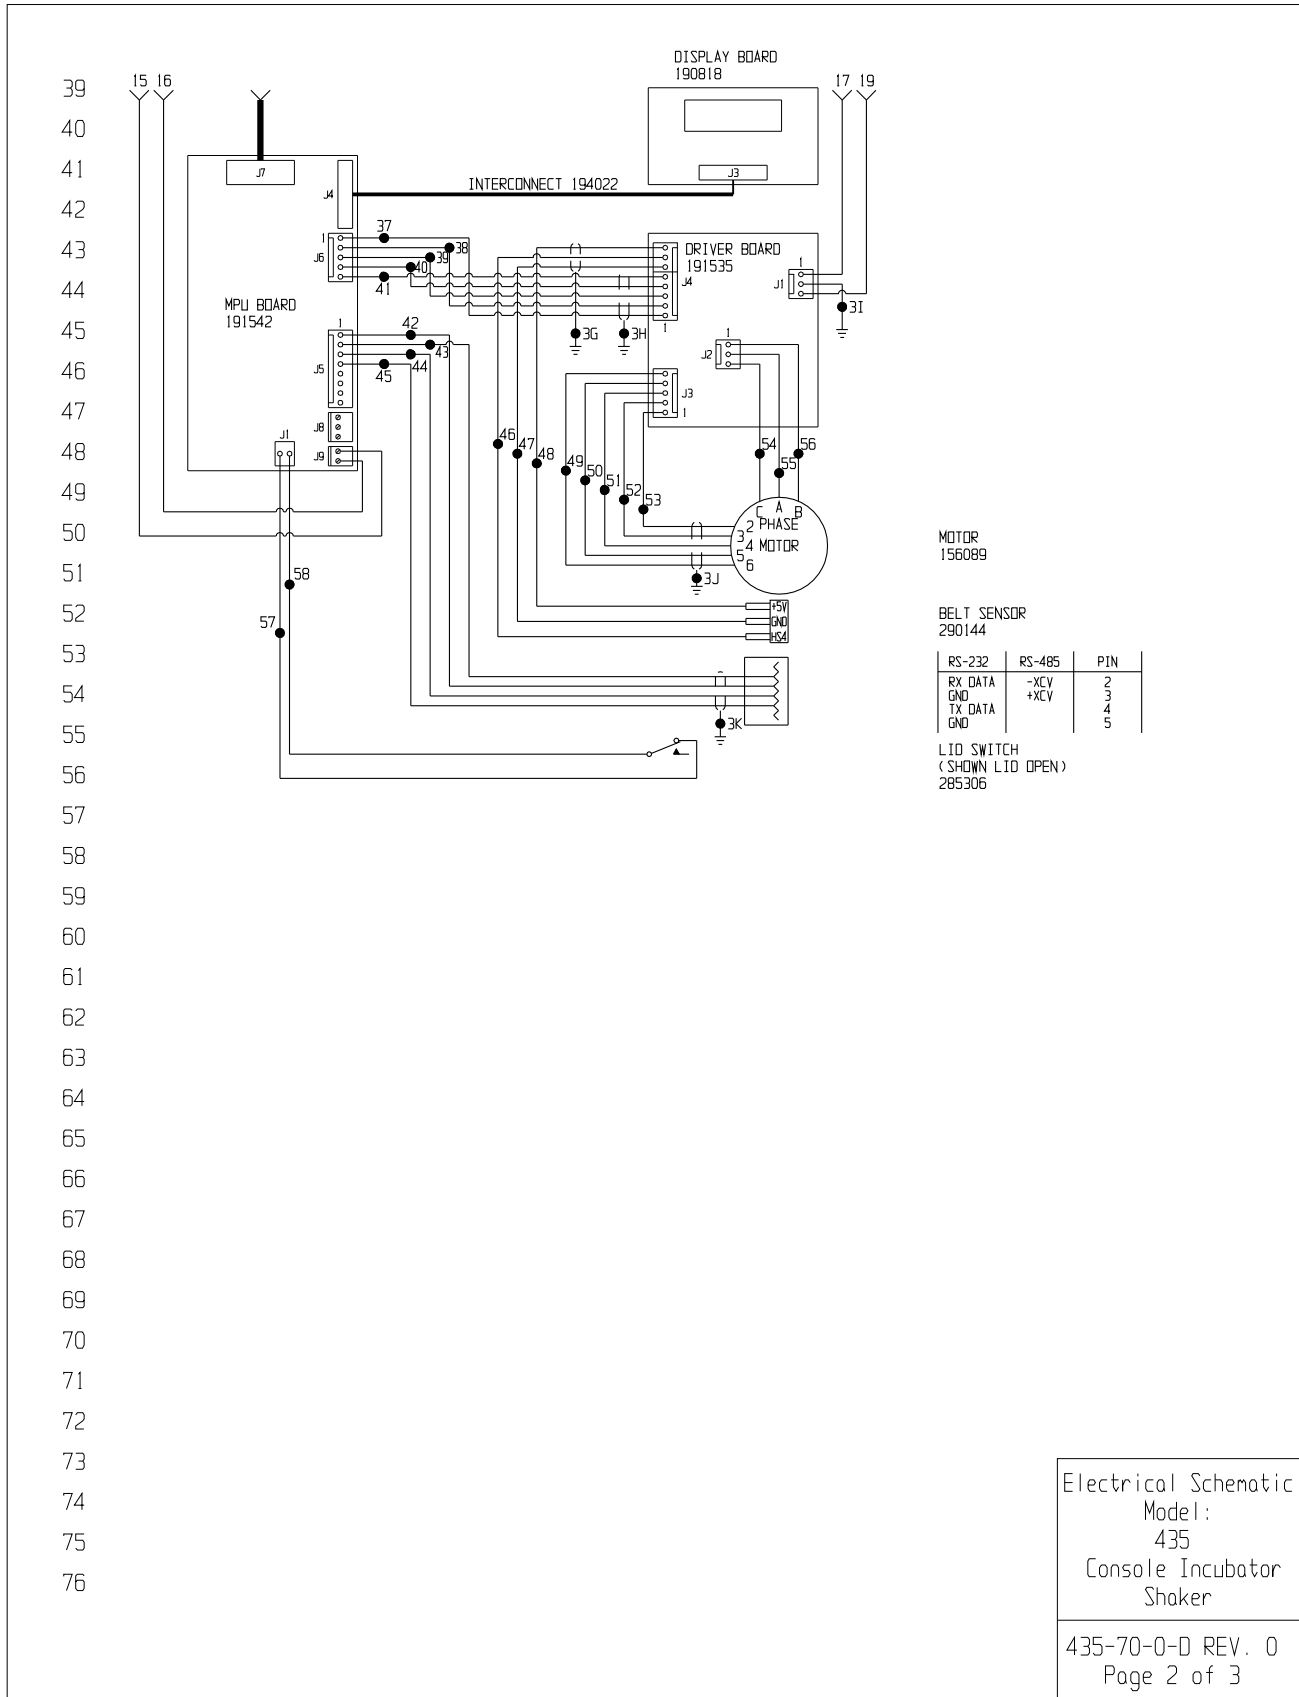 39
40
41
42
43
44
45
46
47
48
49
50
51
52
53
54
55
56
57
58
59
60
61
62
63
64
65
66
67
68
69
70
71
72
73
74
75
76
15 16
DISPLAY BOARD
190818
17 19
J7
J4
INTERCONNECT 194022
J3
MPU BOARD
191542
1
J6
37
38
39
40
41
DRIVER BOARD
191535
J4
1
1
J1
3I
3G
3H
1
J5
42
43
44
45
1
J2
J3
1
J8
J9
J1
46
47
48
49
50
51
52
53
54
55
56
C A B
2 PHASE
3
4 MOTOR
5
6
3J
MOTOR
156089
58
57
+5V
GND
HS4
BELT SENSOR
290144
RS-232 RS-485 PIN
RX DATA -XCV 2
GND +XCV 3
TX DATA 4
GND 5
3K
LID SWITCH
(SHOWN LID OPEN)
285306
Electrical Schematic
Model:
435
Console Incubator
Shaker
435-70-0-D REV. 0
Page 2 of 3